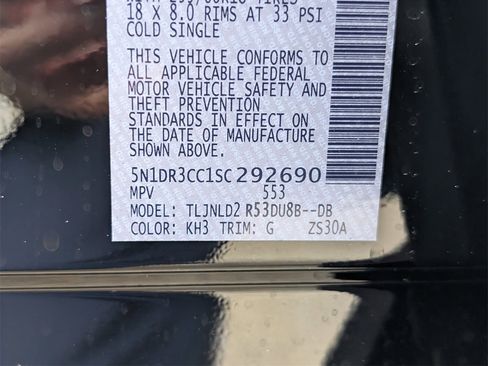 18 x 8.0 RIMS AT 33 PSI
COLD SINGLE
THIS VEHICLE CONFORMS TO
ALL APPLICABLE FEDERAL
MOTOR VEHICLE SAFETY AND
THEFT PREVENTION
STANDARDS IN EFFECT ON
THE DATE OF MANUFACTURE
SHOWN ABOVE.
5N1DR3CC1SC292690
MPV 553
MODEL: TLJNLD2 R53DU8B--DB
COLOR: KH3 TRIM: G ZS30A